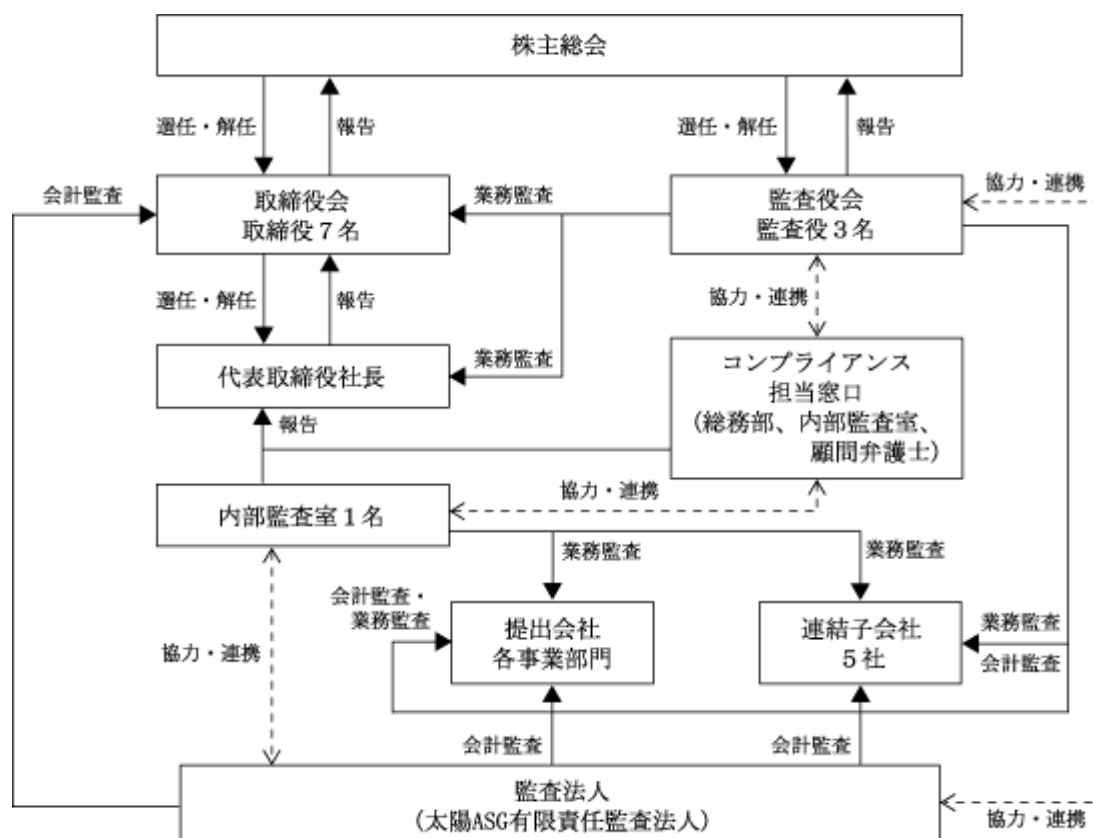 株主総会
選任・解任
報告
選任・解任
報告
会計監査
取締役会
取締役7名
業務監査
監査役会
監査役3名
協力・連携
選任・解任
報告
協力・連携
代表取締役社長
業務監査
コンプライアンス
担当窓口
(総務部、内部監査室、
顧問弁護士)
報告
内部監査室1名
協力・連携
業務監査
業務監査
会計監査・
業務監査
提出会社
各事業部門
連結子会社
5社
業務監査
会計監査
協力・連携
会計監査
会計監査
監査法人
(太陽ASG有限責任監査法人)
協力・連携